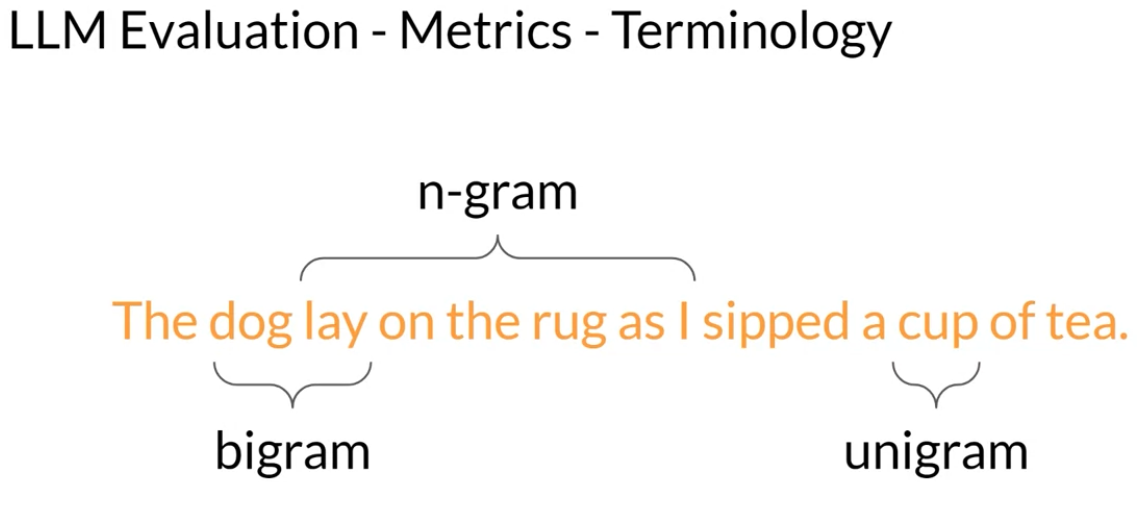 LLM Evaluation - Metrics - Terminology
n-gram
The dog lay on the rug as I sipped a cup of tea.
bigram
unigram